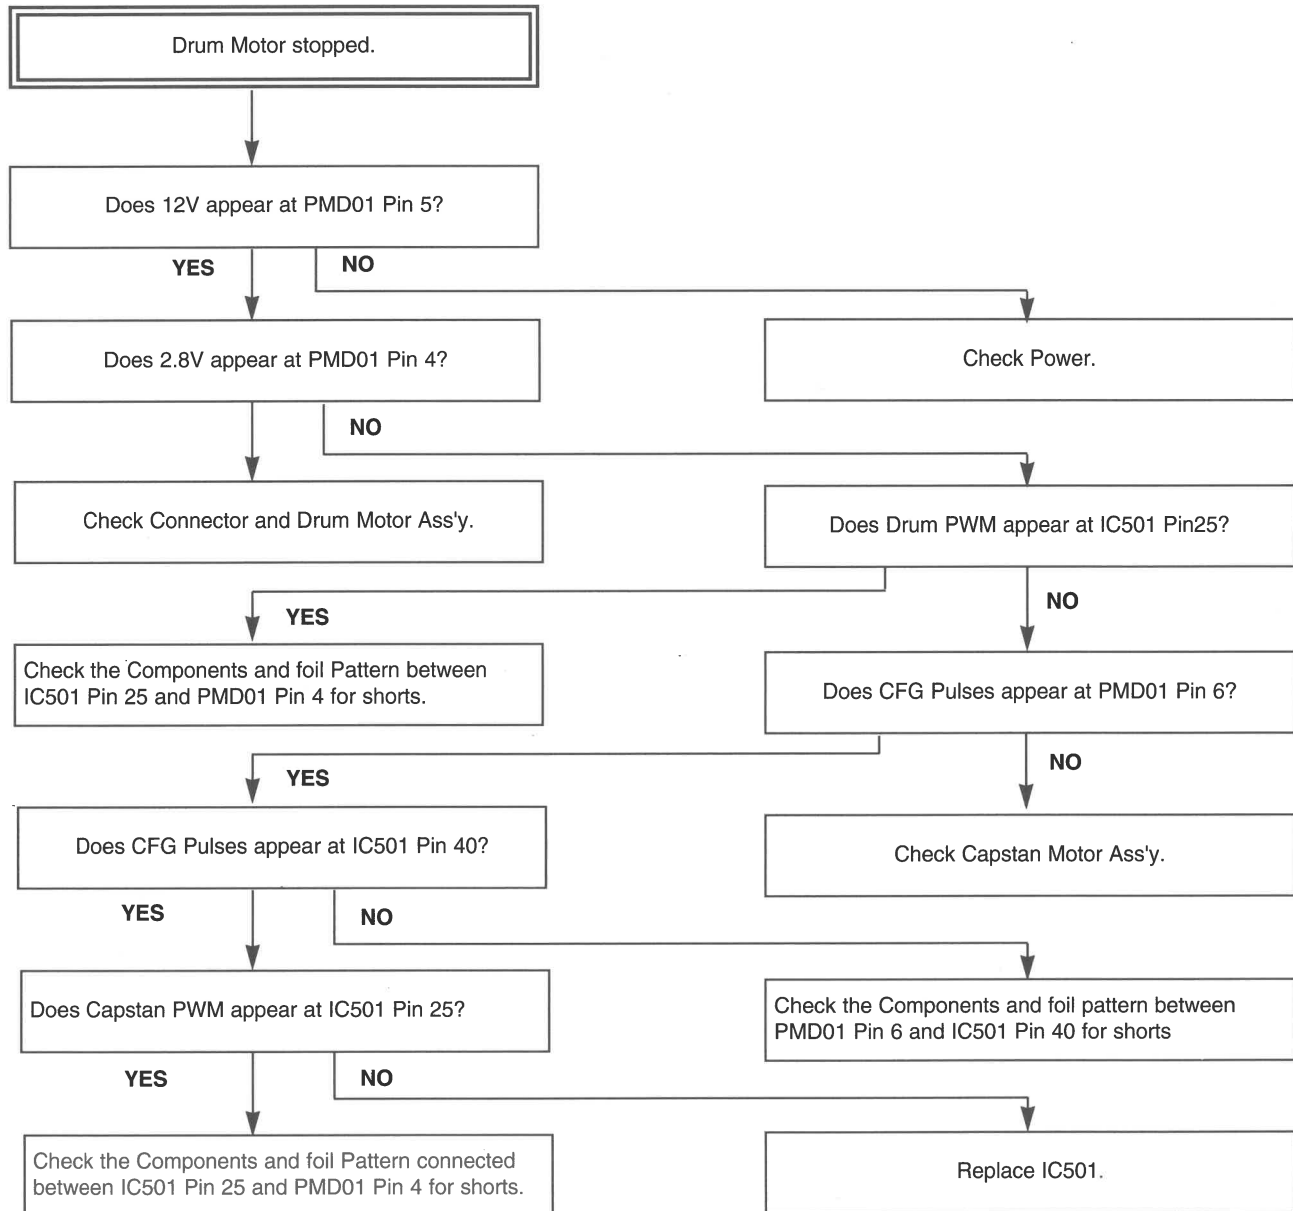 Drum Motor stopped.
Does 12V appear at PMD01 Pin 5?
YES
NO
Does 2.8V appear at PMD01 Pin 4?
Check Power.
NO
Check Connector and Drum Motor Ass'y.
Does Drum PWM appear at IC501 Pin25?
YES
NO
Check the Components and foil Pattern between
IC501 Pin 25 and PMD01 Pin 4 for shorts.
Does CFG Pulses appear at PMD01 Pin 6?
YES
NO
Does CFG Pulses appear at IC501 Pin 40?
Check Capstan Motor Ass'y.
YES
NO
Does Capstan PWM appear at IC501 Pin 25?
Check the Components and foil pattern between
PMD01 Pin 6 and IC501 Pin 40 for shorts
YES
NO
Check the Components and foil Pattern connected
between IC501 Pin 25 and PMD01 Pin 4 for shorts.
Replace IC501.